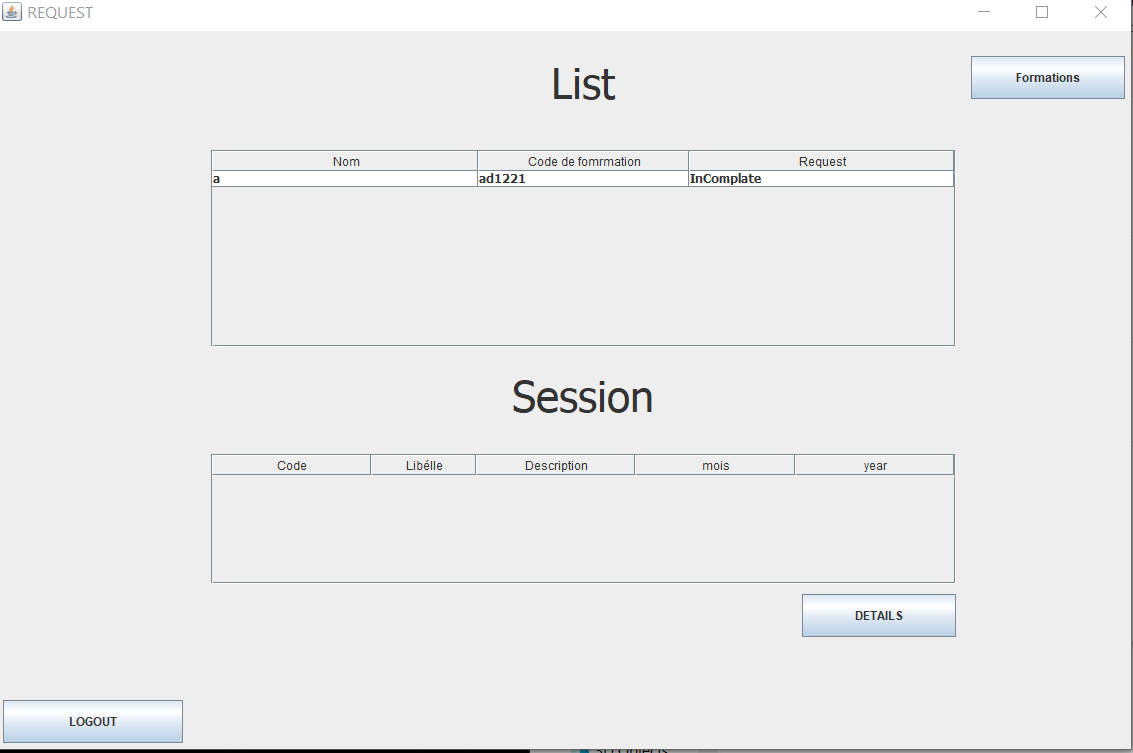 REQUEST
List
Formations
Nom Code de fomrmation Request
a ad1221 InComplate
Session
Code Libélle Description mois year
DETAILS
LOGOUT